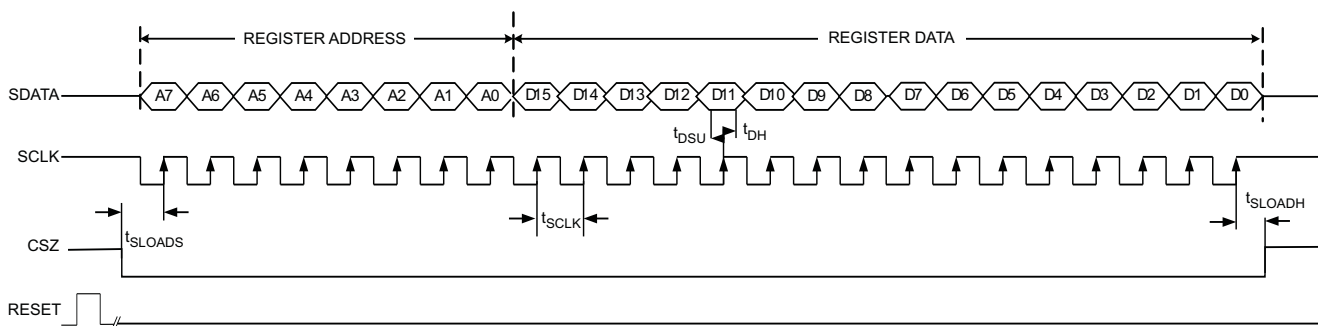 REGISTER ADDRESS REGISTER DATA
SDATA A7 A6 A5 A4 A3 A2 A1 A0 D15 D14 D13 D12 D11 D10 D9 D8 D7 D6 D5 D4 D3 D2 D1 D0
tDSU tDH
SCLK
tSLOADS tSCLK tSLOADH
CSZ
RESET